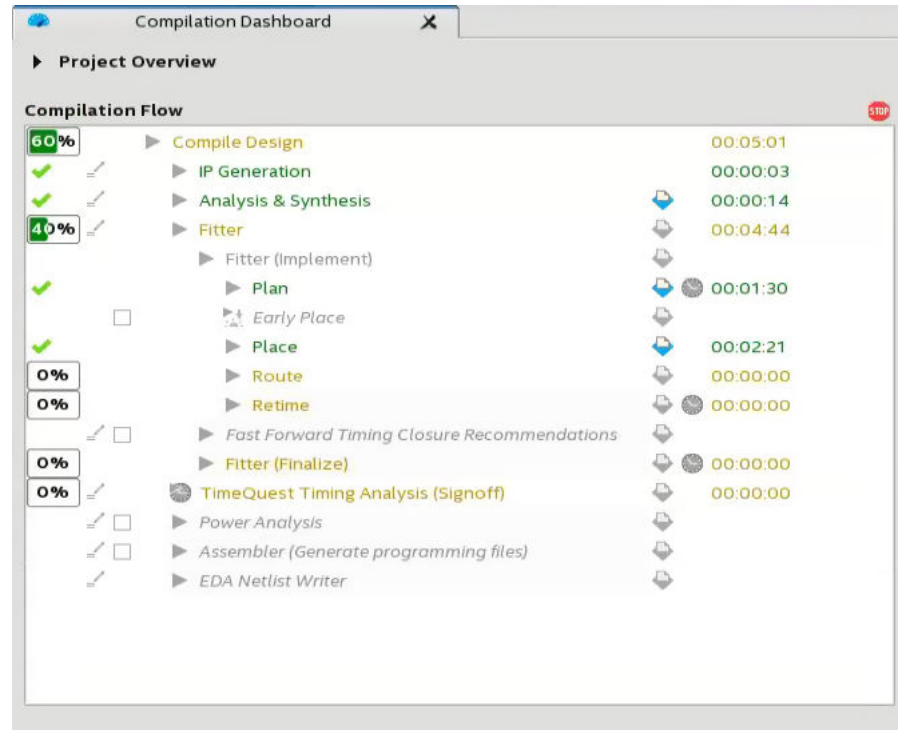 Compilation Dashboard
Project Overview
Compilation Flow
STOP
60% Compile Design 00:05:01
IP Generation 00:00:03
Analysis & Synthesis 00:00:14
40% Fitter 00:04:44
Fitter (Implement)
Plan 00:01:30
Early Place
Place 00:02:21
0% Route 00:00:00
0% Retime 00:00:00
Fast Forward Timing Closure Recommendations
0% Fitter (Finalize) 00:00:00
0% TimeQuest Timing Analysis (Signoff) 00:00:00
Power Analysis
Assembler (Generate programming files)
EDA Netlist Writer